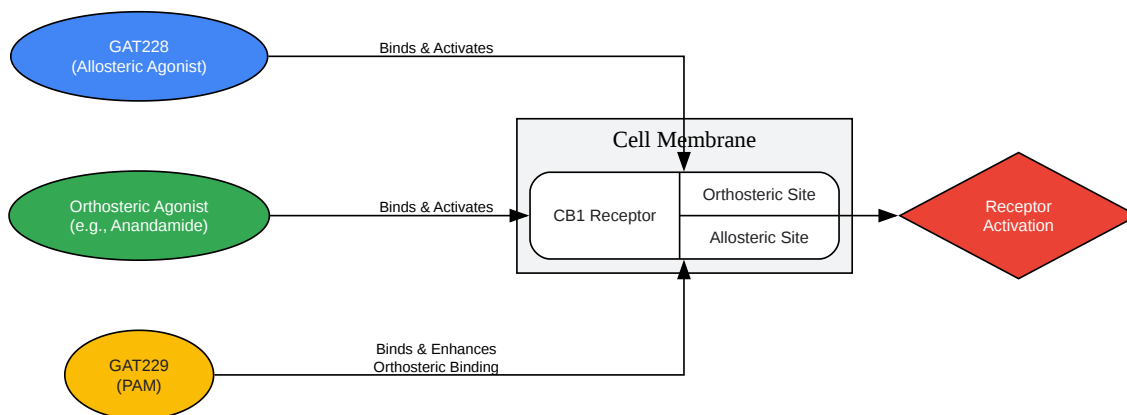 GAT228
(Allosteric Agonist)
Binds & Activates
Cell Membrane
Orthosteric Agonist
(e.g., Anandamide)
Binds & Activates
CB1 Receptor
Orthosteric Site
Allosteric Site
Receptor
Activation
GAT229
(PAM)
Binds & Enhances
Orthosteric Binding